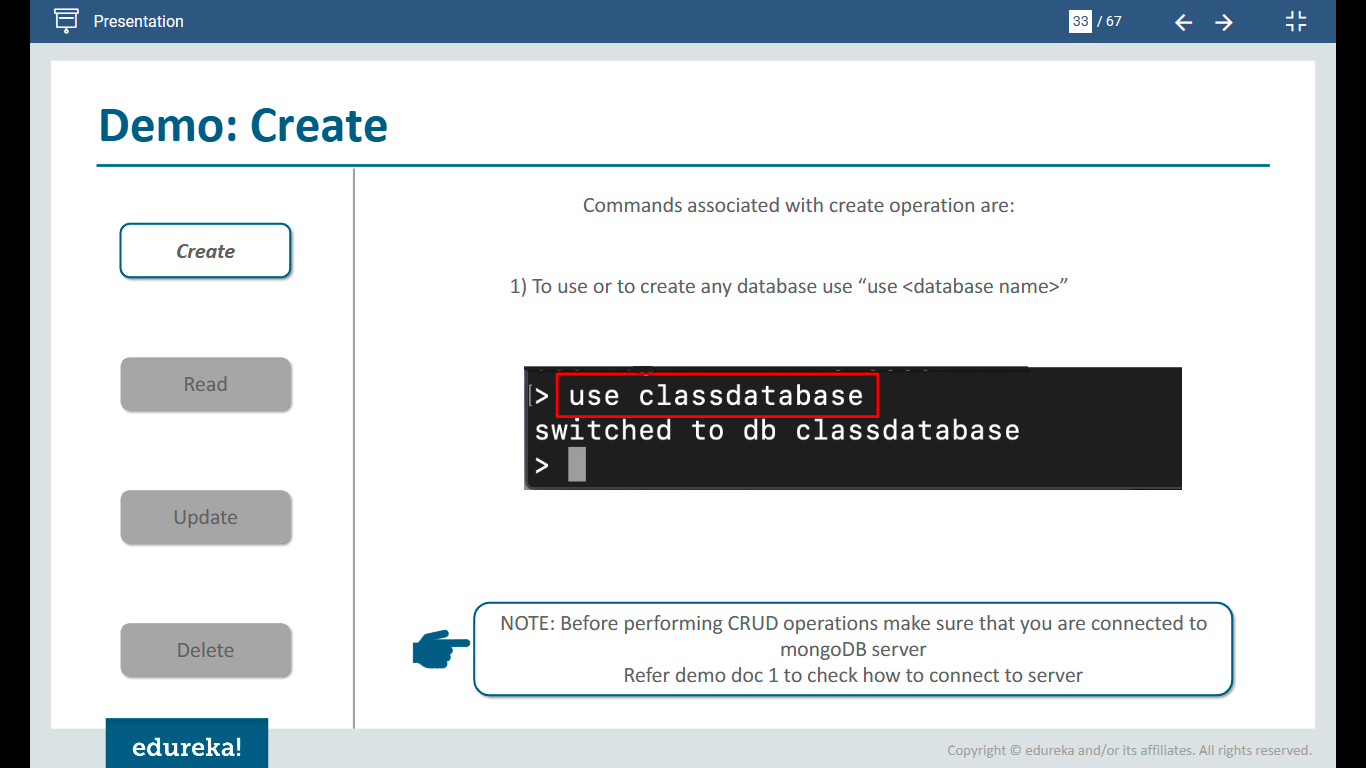 Presentation
33 / 67
Demo: Create
Create
Read
Update
Delete
Commands associated with create operation are:
1) To use or to create any database use “use <database name>”
> use classdatabase
switched to db classdatabase
>
NOTE: Before performing CRUD operations make sure that you are connected to
mongoDB server
Refer demo doc 1 to check how to connect to server
edureka!
Copyright © edureka and/or its affiliates. All rights reserved.